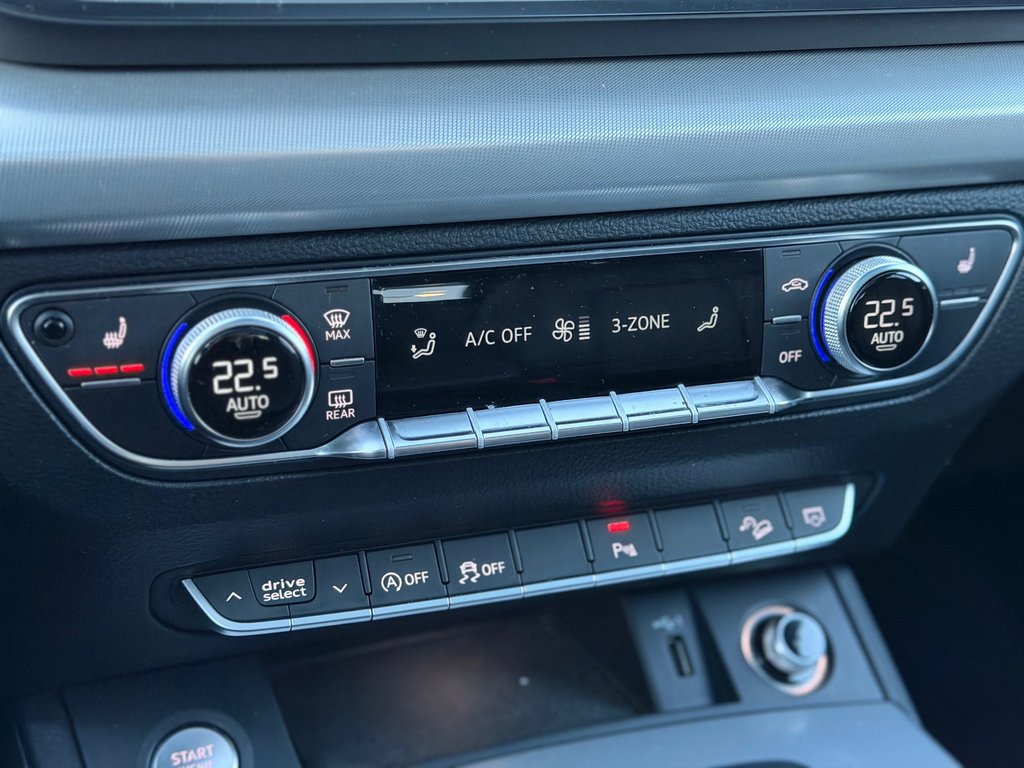 MAX
22.5
AUTO
REAR
A/C OFF
3-ZONE
OFF
22.5
AUTO
drive
select
A OFF
OFF
P
START